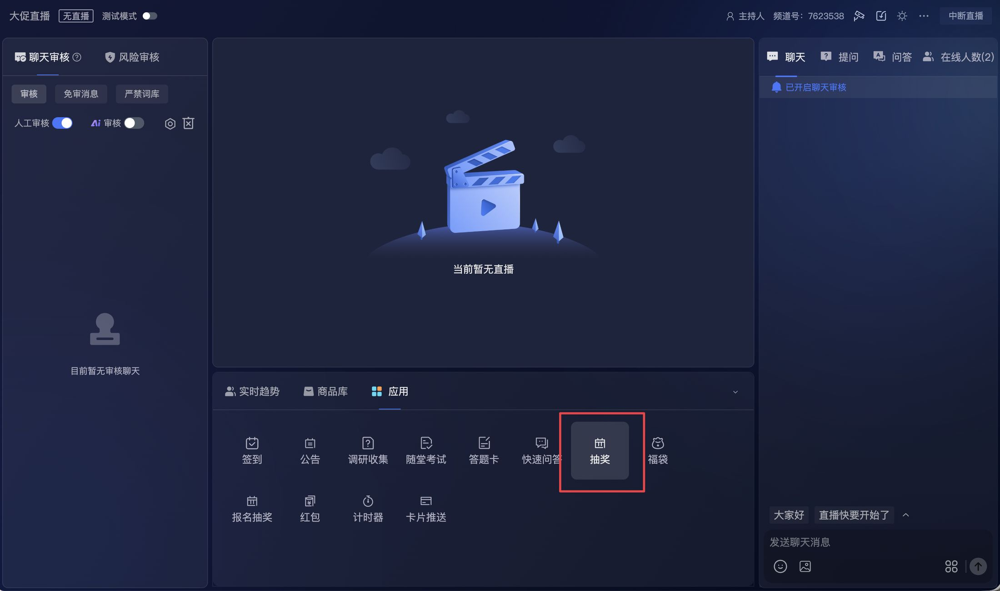 大促直播 无直播 测试模式
主持人 频道号：7623538 中断直播
聊天审核 风险审核
审核 免审消息 严禁词库
人工审核 Ai 审核
目前暂无审核聊天
当前暂无直播
实时趋势 商品库 应用
签到 公告 调研收集 随堂考试 答题卡 快速问答 抽奖 福袋
报名抽奖 红包 计时器 卡片推送
聊天 提问 问答 在线人数(2)
已开启聊天审核
大家好 直播快要开始了
发送聊天消息